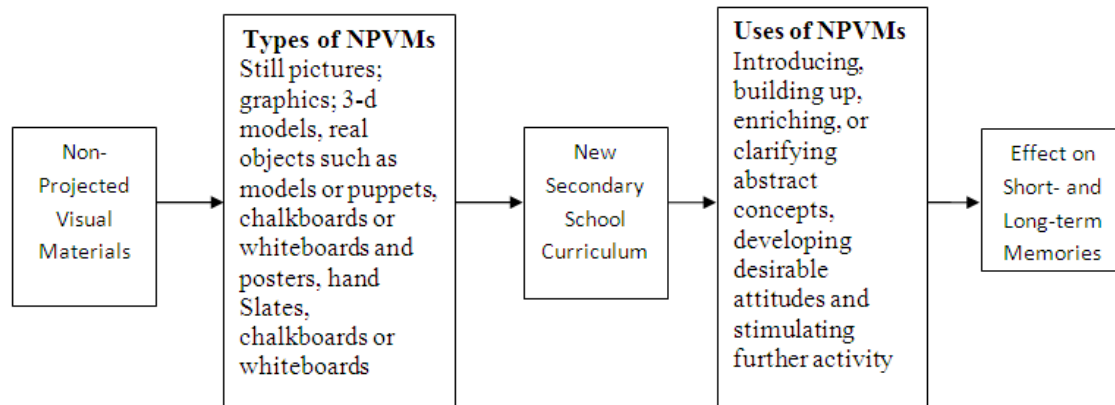 Non-
Projected
Visual
Materials
Types of NPVMs
Still pictures;
graphics; 3-d
models, real
objects such as
models or puppets,
chalkboards or
whiteboards and
posters, hand
Slates,
chalkboards or
whiteboards
New
Secondary
School
Curriculum
Uses of NPVMs
Introducing,
building up,
enriching, or
clarifying
abstract
concepts,
developing
desirable
attitudes and
stimulating
further activity
Effect on
Short- and
Long-term
Memories